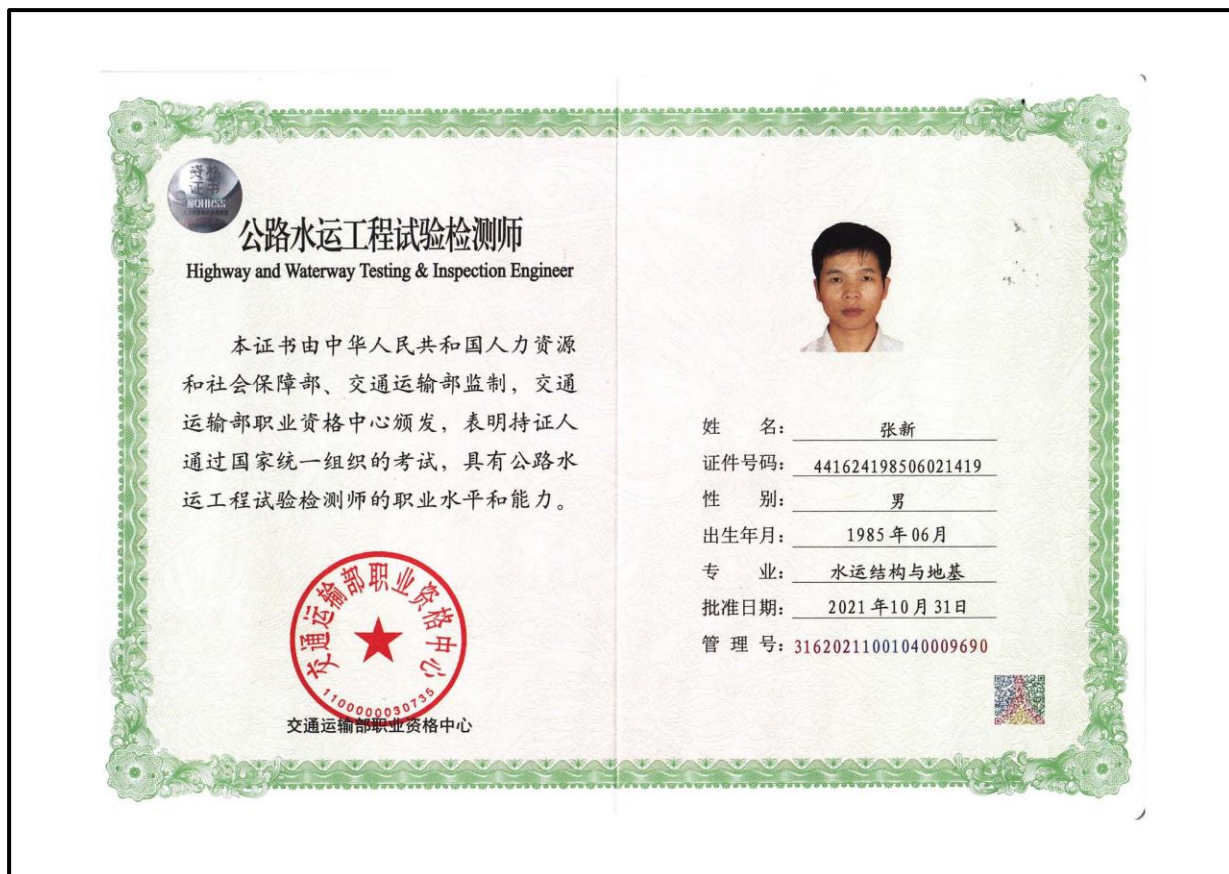 资格
证书
MOHRSS
公路水运工程试验检测师
Highway and Waterway Testing & Inspection Engineer
本证书由中华人民共和国人力资源
和社会保障部、交通运输部监制，交通
运输部职业资格中心颁发，表明持证人
通过国家统一组织的考试，具有公路水
运工程试验检测师的职业水平和能力。
交通运输部职业资格中心
1100000030735
交通运输部职业资格中心
姓 名： 张新
证件号码： 441624198506021419
性 别： 男
出生年月： 1985年06月
专 业： 水运结构与地基
批准日期： 2021年10月31日
管 理 号： 31620211001040009690